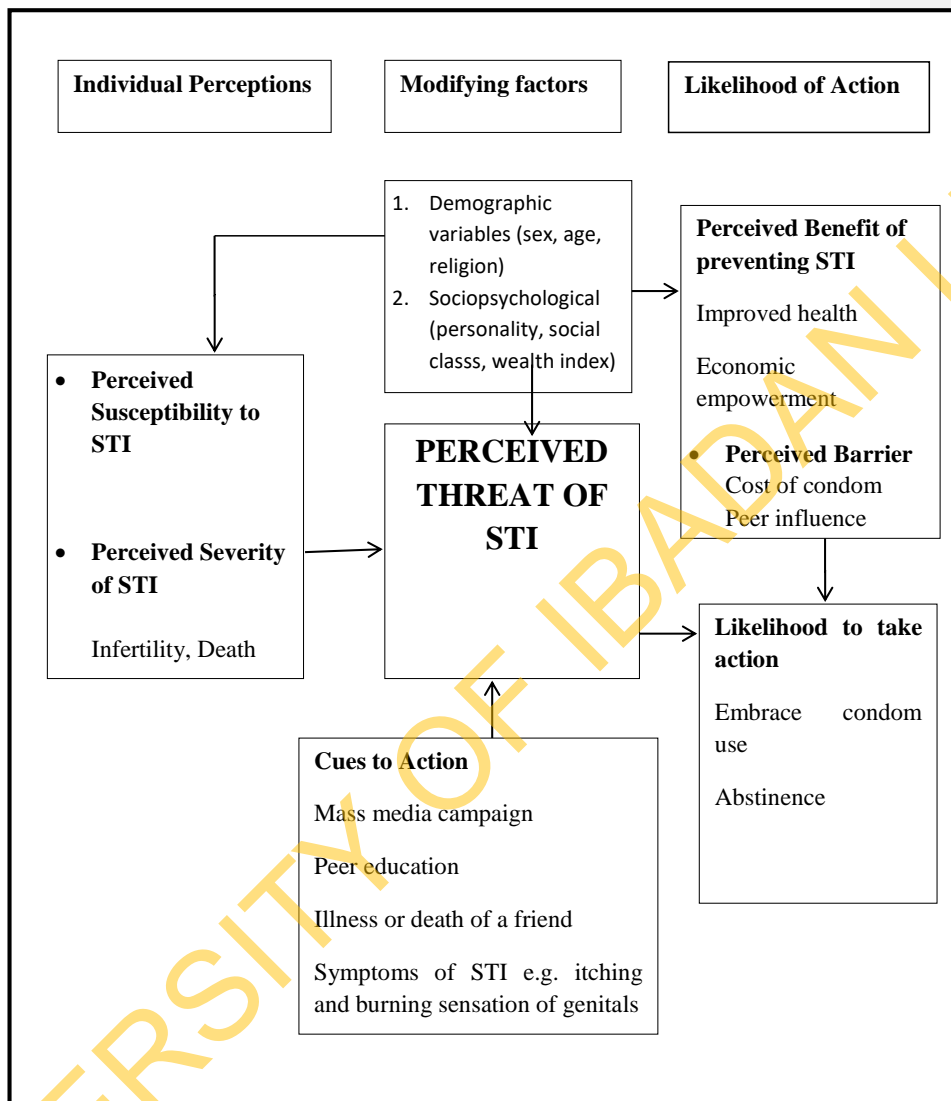 Individual Perceptions
Modifying factors
Likelihood of Action
1. Demographic
variables (sex, age,
religion)
2. Sociopsychological
(personality, social
classs, wealth index)
Perceived Benefit of
preventing STI
Improved health
Economic
empowerment
• Perceived Barrier
Cost of condom
Peer influence
• Perceived
Susceptibility to
STI
• Perceived Severity
of STI
Infertility, Death
PERCEIVED
THREAT OF
STI
Likelihood to take
action
Embrace condom
use
Abstinence
Cues to Action
Mass media campaign
Peer education
Illness or death of a friend
Symptoms of STI e.g. itching
and burning sensation of genitals
ERSITY OF IBADAN L